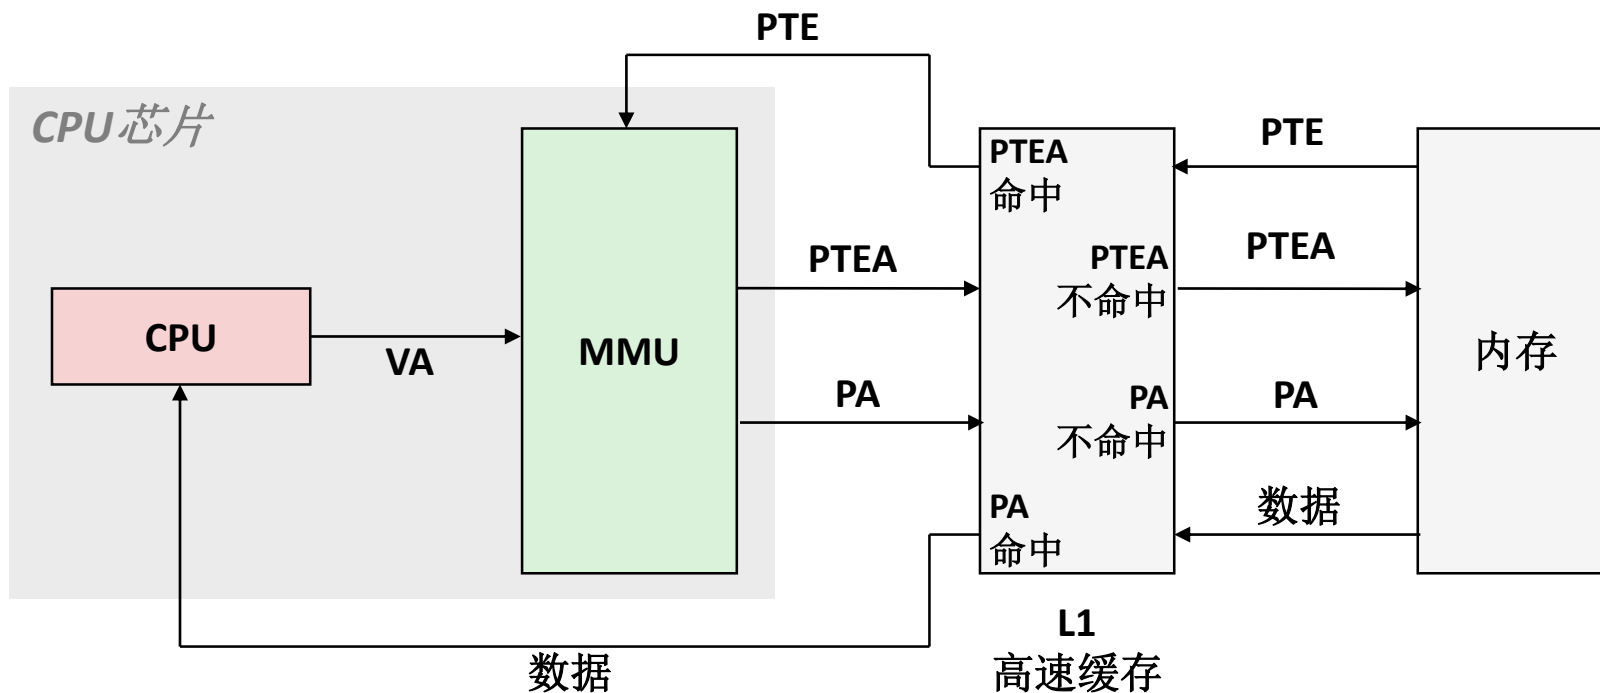 PTE
CPU芯片
PTEA
命中
PTE
PTEA
PTEA
不命中
PTEA
CPU
VA
MMU
内存
PA
PA
不命中
PA
PA
命中
数据
数据
L1
高速缓存